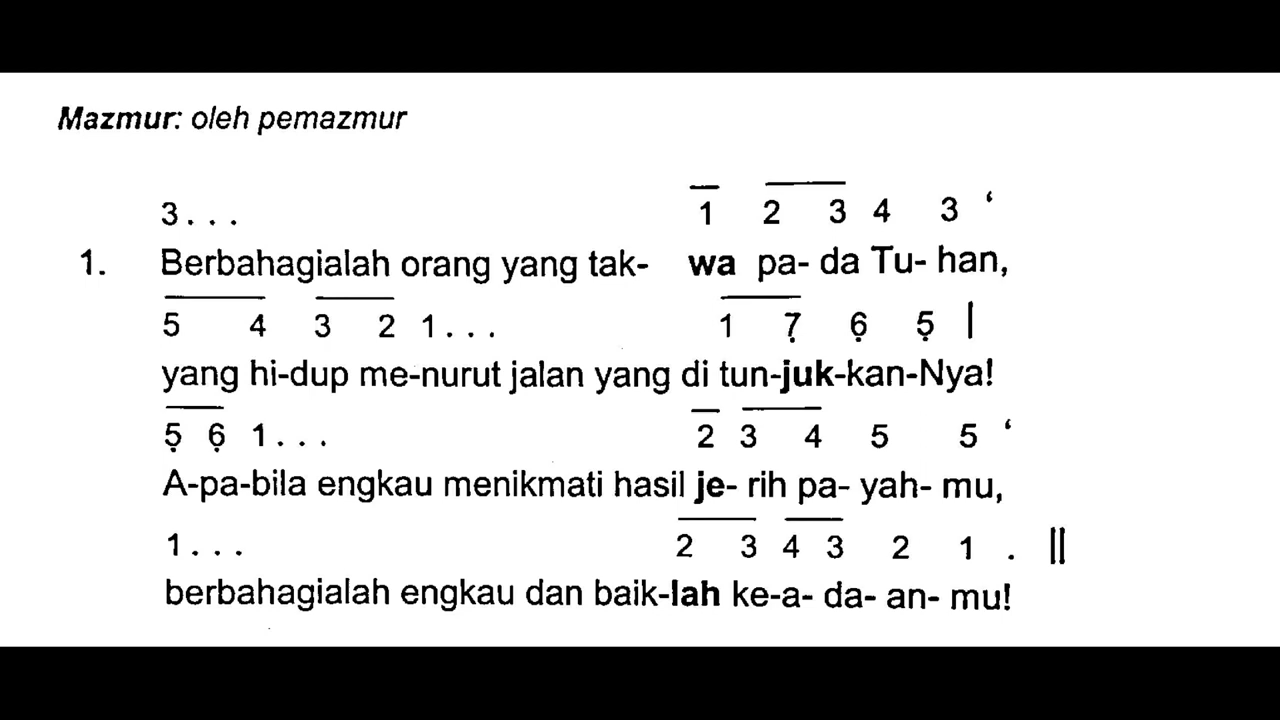 Mazmur: oleh pemazmur
3 . . . 1 2 3 4 3 ‘
1. Berbahagialah orang yang tak- wa pa- da Tu- han,
5 4 3 2 1 . . . 1 7̣ 6̣ 5̣ |
yang hi-dup me-nurut jalan yang di tun-juk-kan-Nya!
5̣ 6̣ 1 . . . 2 3 4 5 5 ‘
A-pa-bila engkau menikmati hasil je- rih pa- yah- mu,
1 . . . 2 3 4 3 2 1 . ||
berbahagialah engkau dan baik-lah ke-a- da- an- mu!